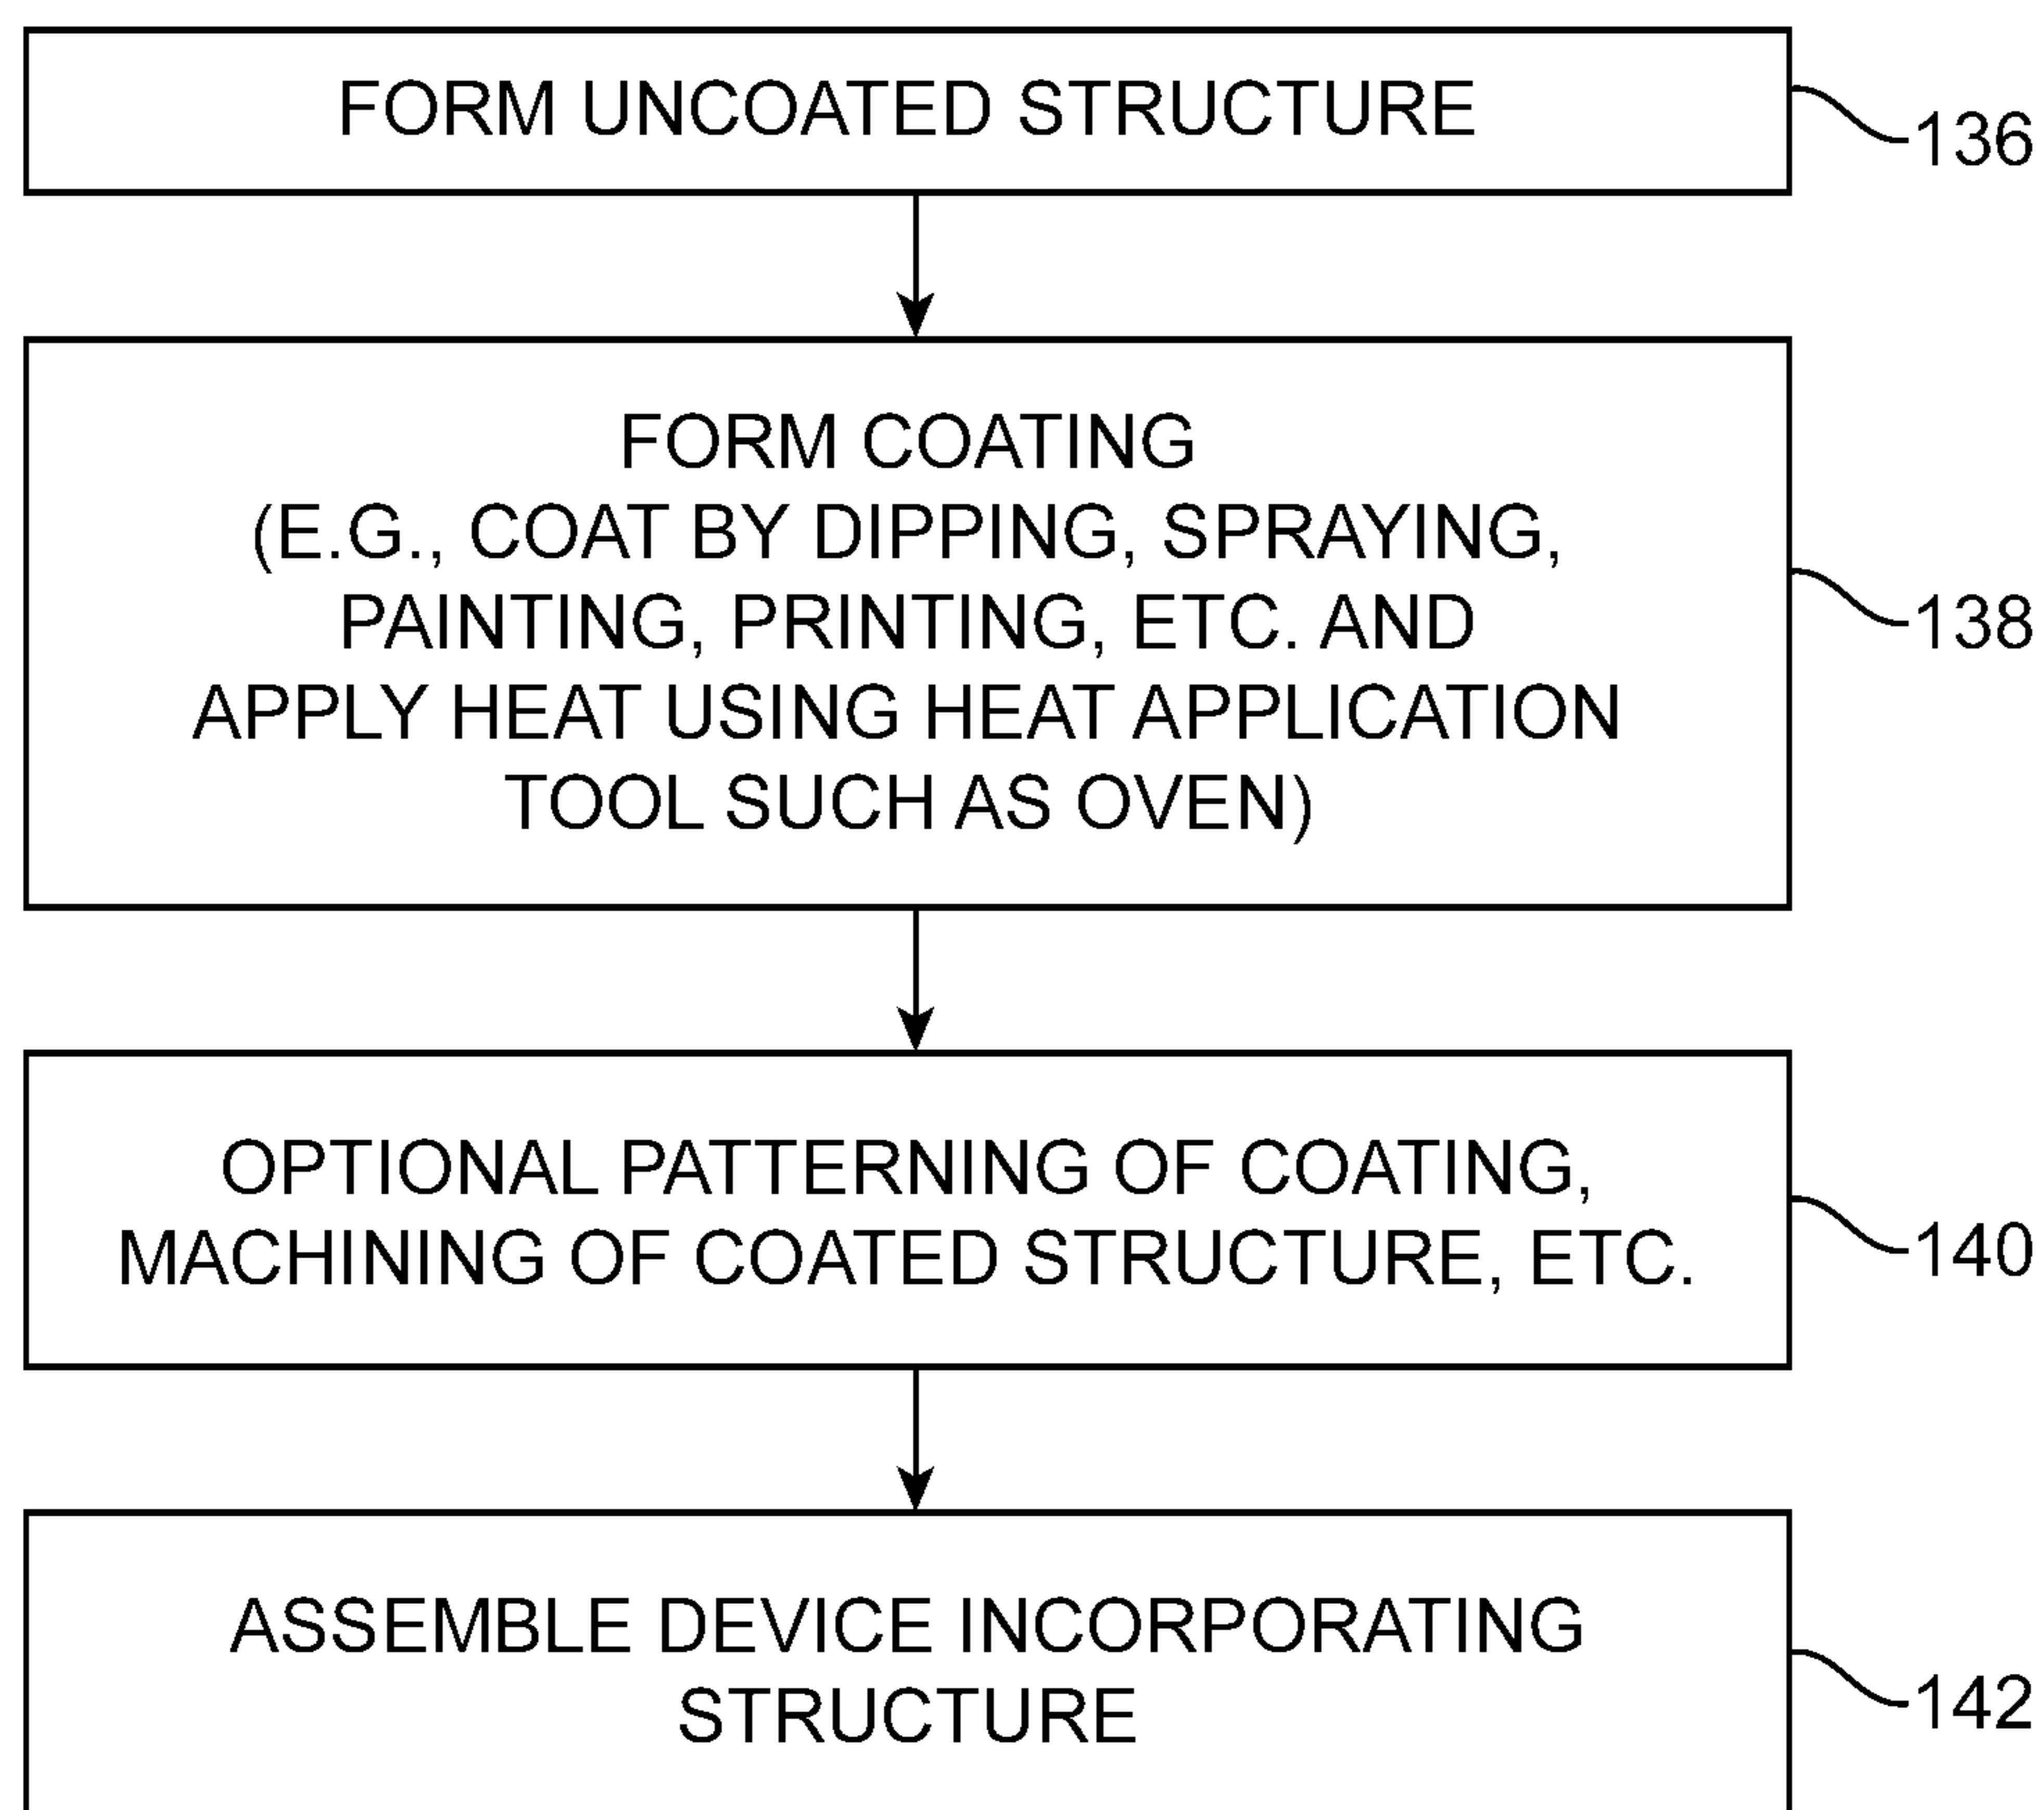 FORM UNCOATED STRUCTURE
136
FORM COATING
(E.G., COAT BY DIPPING, SPRAYING,
PAINTING, PRINTING, ETC. AND
APPLY HEAT USING HEAT APPLICATION
TOOL SUCH AS OVEN)
138
OPTIONAL PATTERNING OF COATING,
MACHINING OF COATED STRUCTURE, ETC.
140
ASSEMBLE DEVICE INCORPORATING
STRUCTURE
142